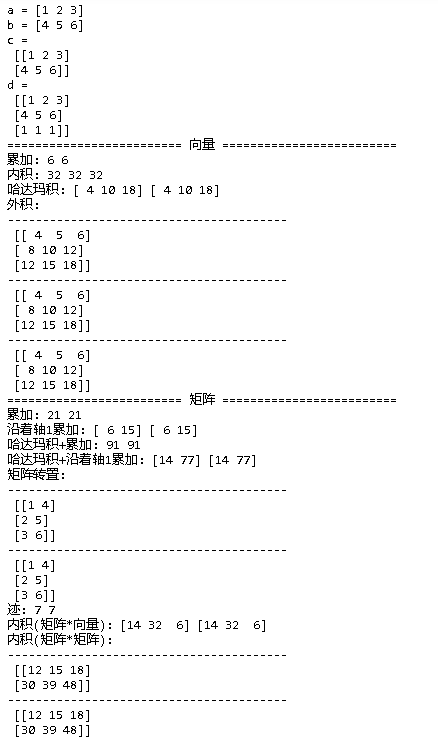 a = [1 2 3]
b = [4 5 6]
c =
 [[1 2 3]
 [4 5 6]]
d =
 [[1 2 3]
 [4 5 6]
 [1 1 1]]
======================== 向量 ========================
累加: 6 6
内积: 32 32 32
哈达玛积: [ 4 10 18] [ 4 10 18]
外积:
--------------------------------------
 [[ 4  5  6]
 [ 8 10 12]
 [12 15 18]]
--------------------------------------
 [[ 4  5  6]
 [ 8 10 12]
 [12 15 18]]
--------------------------------------
 [[ 4  5  6]
 [ 8 10 12]
 [12 15 18]]
======================== 矩阵 ========================
累加: 21 21
沿着轴1累加: [ 6 15] [ 6 15]
哈达玛积+累加: 91 91
哈达玛积+沿着轴1累加: [14 77] [14 77]
矩阵转置:
--------------------------------------
 [[1 4]
 [2 5]
 [3 6]]
--------------------------------------
 [[1 4]
 [2 5]
 [3 6]]
迹: 7 7
内积(矩阵*向量): [14 32  6] [14 32  6]
内积(矩阵*矩阵):
--------------------------------------
 [[12 15 18]
 [30 39 48]]
--------------------------------------
 [[12 15 18]
 [30 39 48]]